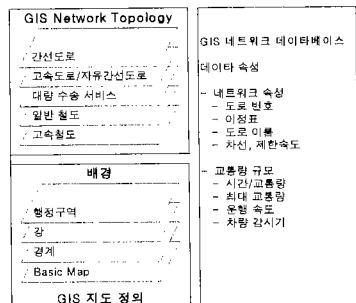 GIS Network Topology
간선도로
고속도로/자유간선도로
대량 수송 서비스
일반 철도
고속철도
배경
행정구역
강
경계
Basic Map
GIS 지도 정의
GIS 네트워크 데이타베이스
데이타 속성
- 네트워크 속성
- 도로 번호
- 이정표
- 도로 이름
- 차선, 제한속도
- 교통량 규모
- 시간/교통량
- 최대 교통량
- 운행 속도
- 차량 감시기